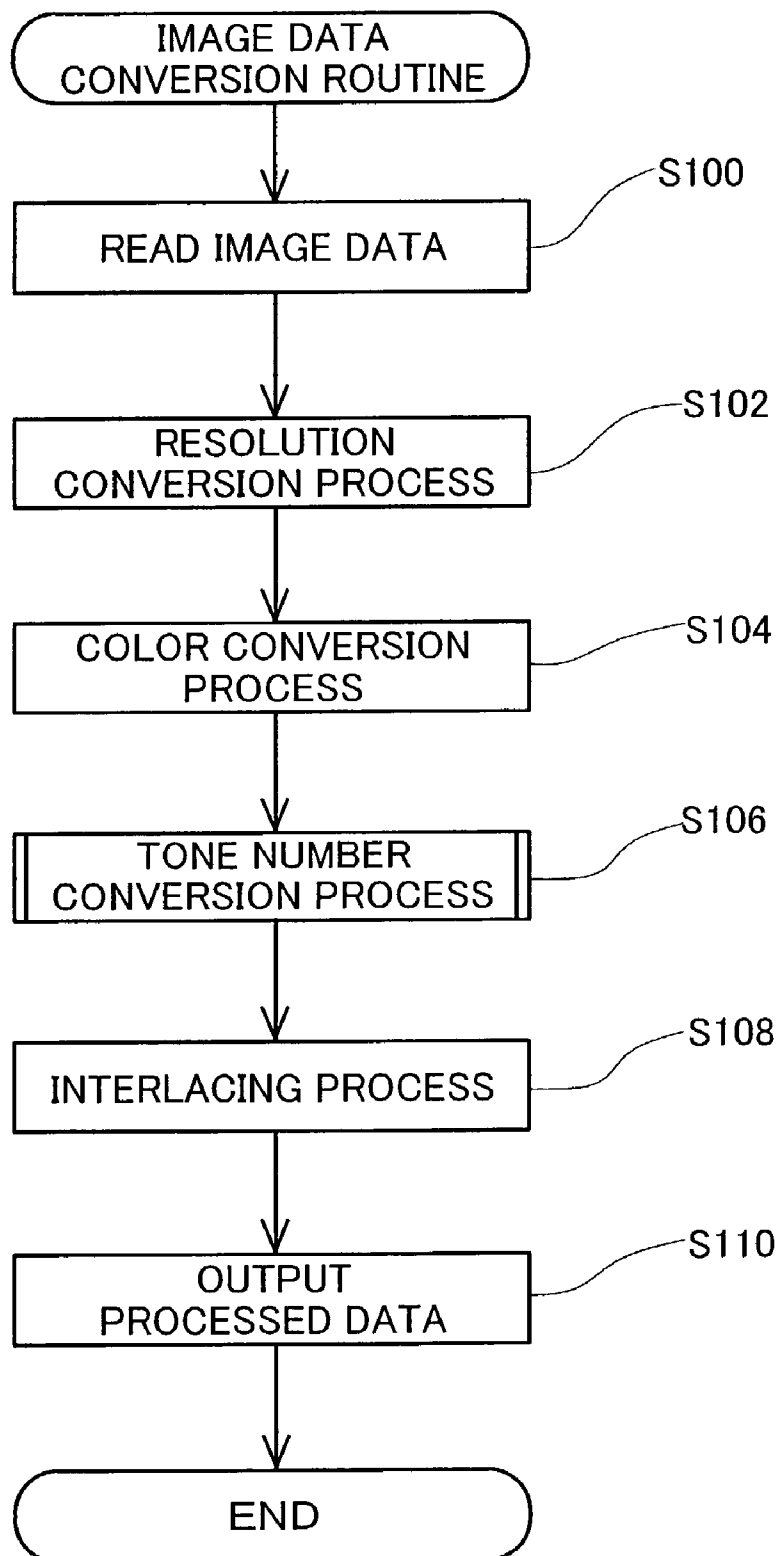 IMAGE DATA
CONVERSION ROUTINE
S100
READ IMAGE DATA
S102
RESOLUTION
CONVERSION PROCESS
S104
COLOR CONVERSION
PROCESS
S106
TONE NUMBER
CONVERSION PROCESS
S108
INTERLACING PROCESS
S110
OUTPUT
PROCESSED DATA
END